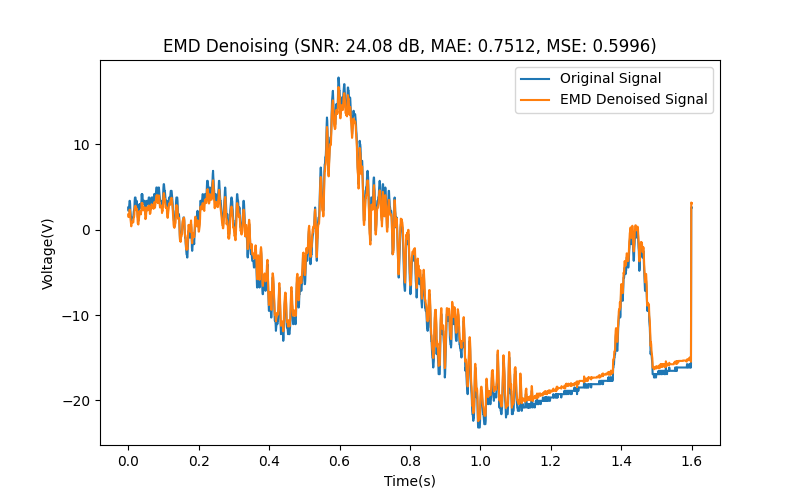 EMD Denoising (SNR: 24.08 dB, MAE: 0.7512, MSE: 0.5996)
Original Signal
EMD Denoised Signal
Voltage(V)
10
0
−10
−20
0.0 0.2 0.4 0.6 0.8 1.0 1.2 1.4 1.6
Time(s)